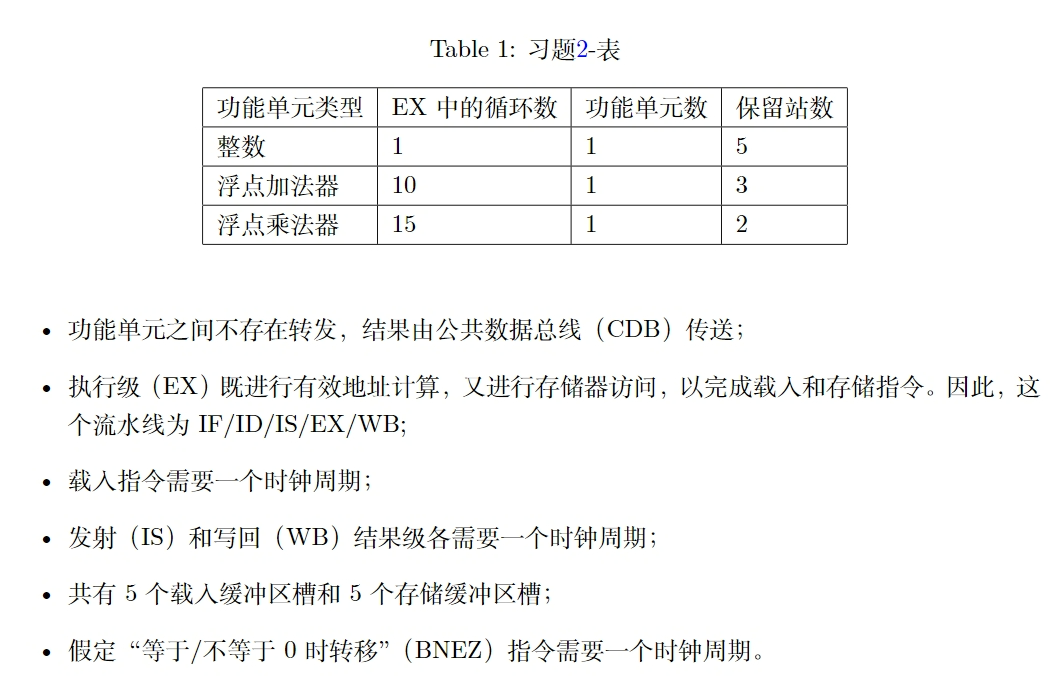 Table 1: 习题2-表
功能单元类型 EX 中的循环数 功能单元数 保留站数
整数 1 1 5
浮点加法器 10 1 3
浮点乘法器 15 1 2
• 功能单元之间不存在转发，结果由公共数据总线（CDB）传送；
• 执行级（EX）既进行有效地址计算，又进行存储器访问，以完成载入和存储指令。因此，这
个流水线为 IF/ID/IS/EX/WB;
• 载入指令需要一个时钟周期；
• 发射（IS）和写回（WB）结果级各需要一个时钟周期；
• 共有 5 个载入缓冲区槽和 5 个存储缓冲区槽；
• 假定“等于/不等于 0 时转移”（BNEZ）指令需要一个时钟周期。